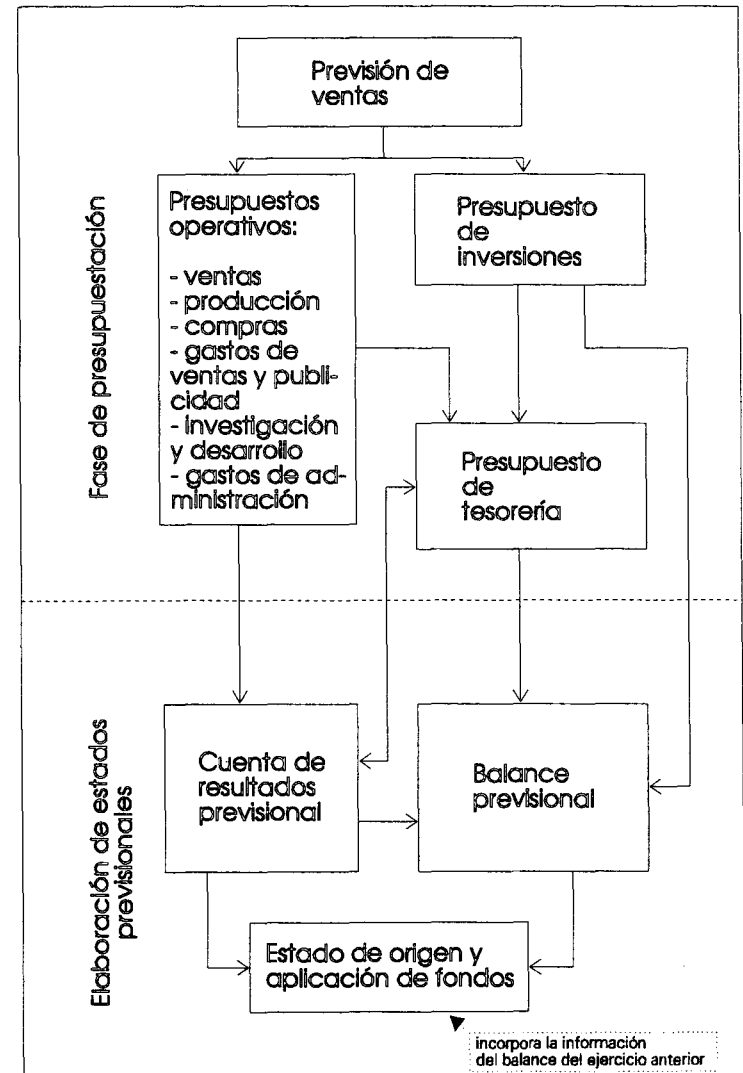 Previsión de
ventas
Fase de presupuestación
Presupuestos
operativos:
- ventas
- producción
- compras
- gastos de
ventas y publi-
cidad
- investigación
y desarrollo
- gastos de ad-
ministración
Presupuesto
de
inversiones
Presupuesto
de
tesorería
Elaboración de estados
previsionales
Cuenta de
resultados
previsional
Balance
previsional
Estado de origen y
aplicación de fondos
incorpora la información
del balance del ejercicio anterior